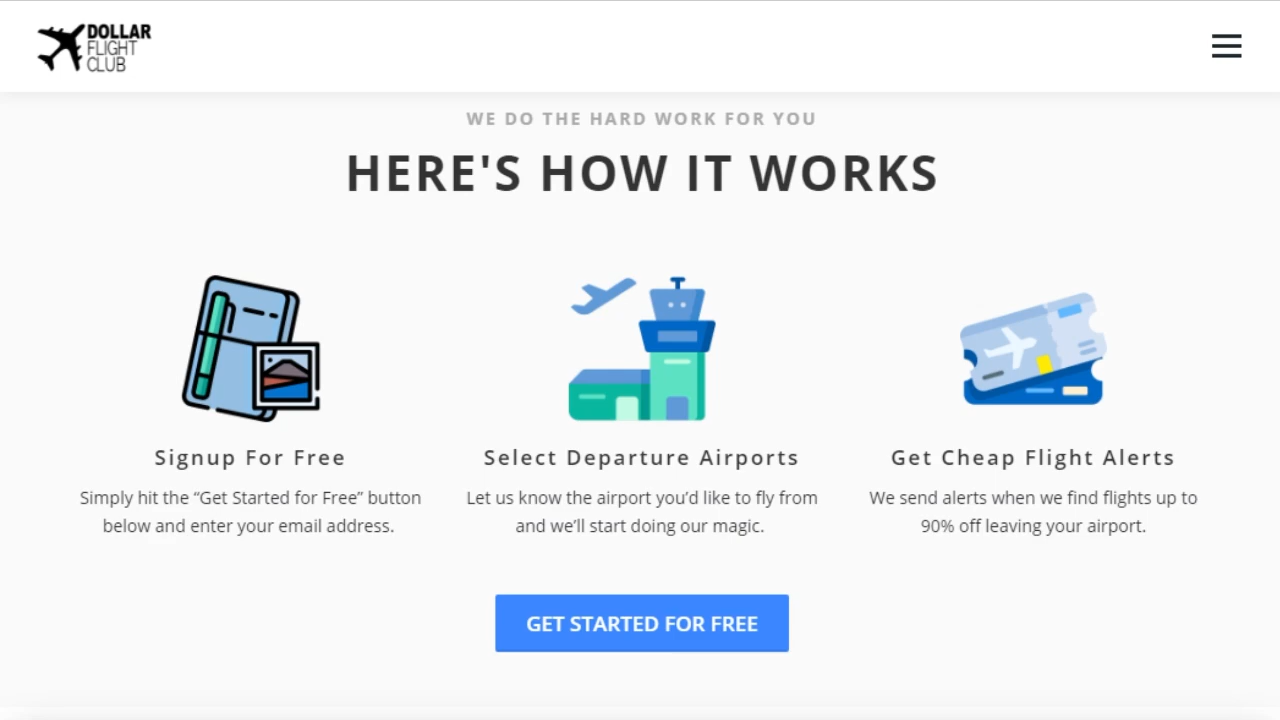 DOLLAR
FLIGHT
CLUB
WE DO THE HARD WORK FOR YOU
HERE'S HOW IT WORKS
Signup For Free
Simply hit the “Get Started for Free” button
below and enter your email address.
Select Departure Airports
Let us know the airport you’d like to fly from
and we’ll start doing our magic.
Get Cheap Flight Alerts
We send alerts when we find flights up to
90% off leaving your airport.
GET STARTED FOR FREE